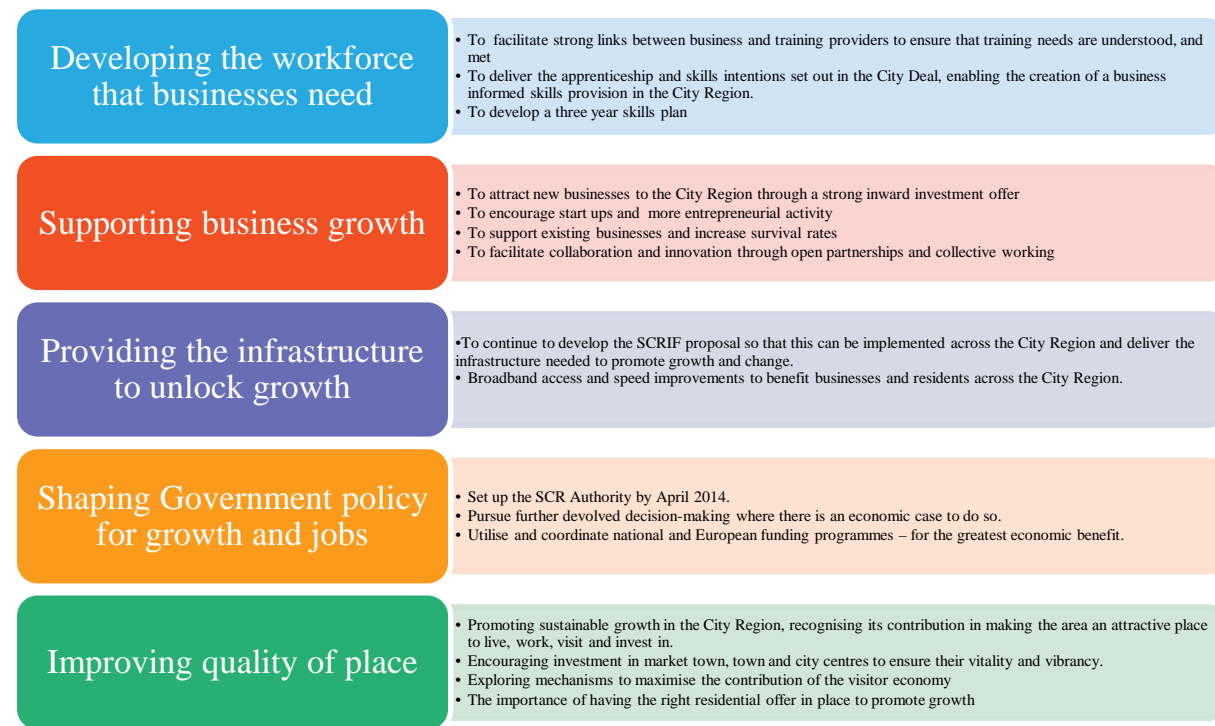 Developing the workforce
that businesses need
• To facilitate strong links between business and training providers to ensure that training needs are understood, and
met
• To deliver the apprenticeship and skills intentions set out in the City Deal, enabling the creation of a business
informed skills provision in the City Region.
• To develop a three year skills plan
Supporting business growth
• To attract new businesses to the City Region through a strong inward investment offer
• To encourage start ups and more entrepreneurial activity
• To support existing businesses and increase survival rates
• To facilitate collaboration and innovation through open partnerships and collective working
Providing the infrastructure
to unlock growth
•To continue to develop the SCRIF proposal so that this can be implemented across the City Region and deliver the
infrastructure needed to promote growth and change.
• Broadband access and speed improvements to benefit businesses and residents across the City Region.
Shaping Government policy
for growth and jobs
• Set up the SCR Authority by April 2014.
• Pursue further devolved decision-making where there is an economic case to do so.
• Utilise and coordinate national and European funding programmes – for the greatest economic benefit.
Improving quality of place
• Promoting sustainable growth in the City Region, recognising its contribution in making the area an attractive place
to live, work, visit and invest in.
• Encouraging investment in market town, town and city centres to ensure their vitality and vibrancy.
• Exploring mechanisms to maximise the contribution of the visitor economy
• The importance of having the right residential offer in place to promote growth